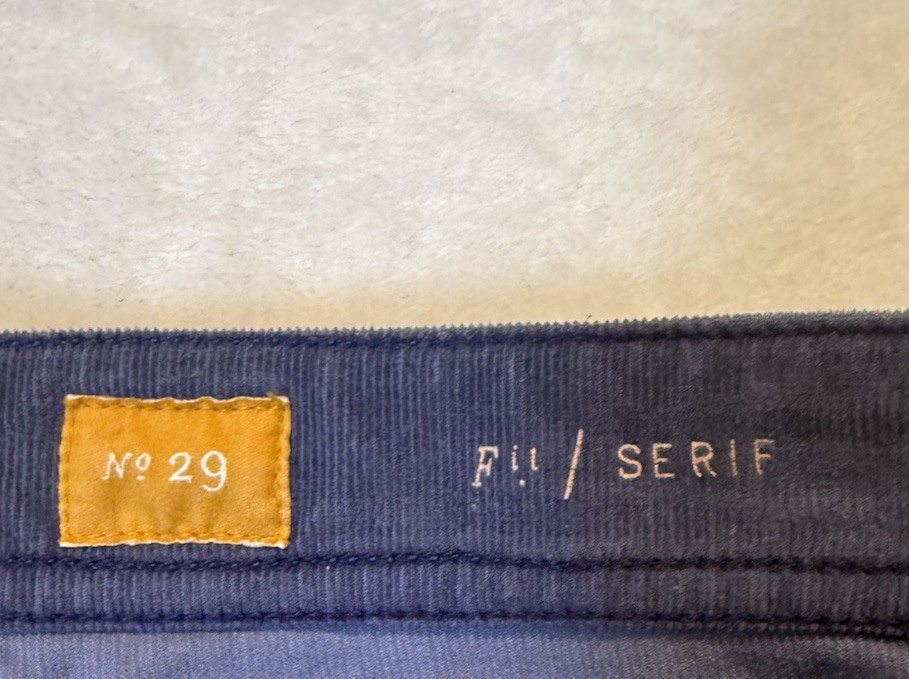 Nº 29
Fit / SERIF